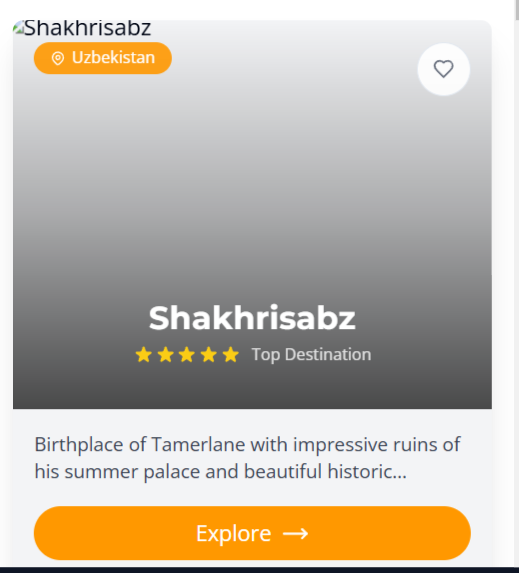 Shakhrisabz
Uzbekistan
Shakhrisabz
Top Destination
Birthplace of Tamerlane with impressive ruins of
his summer palace and beautiful historic...
Explore